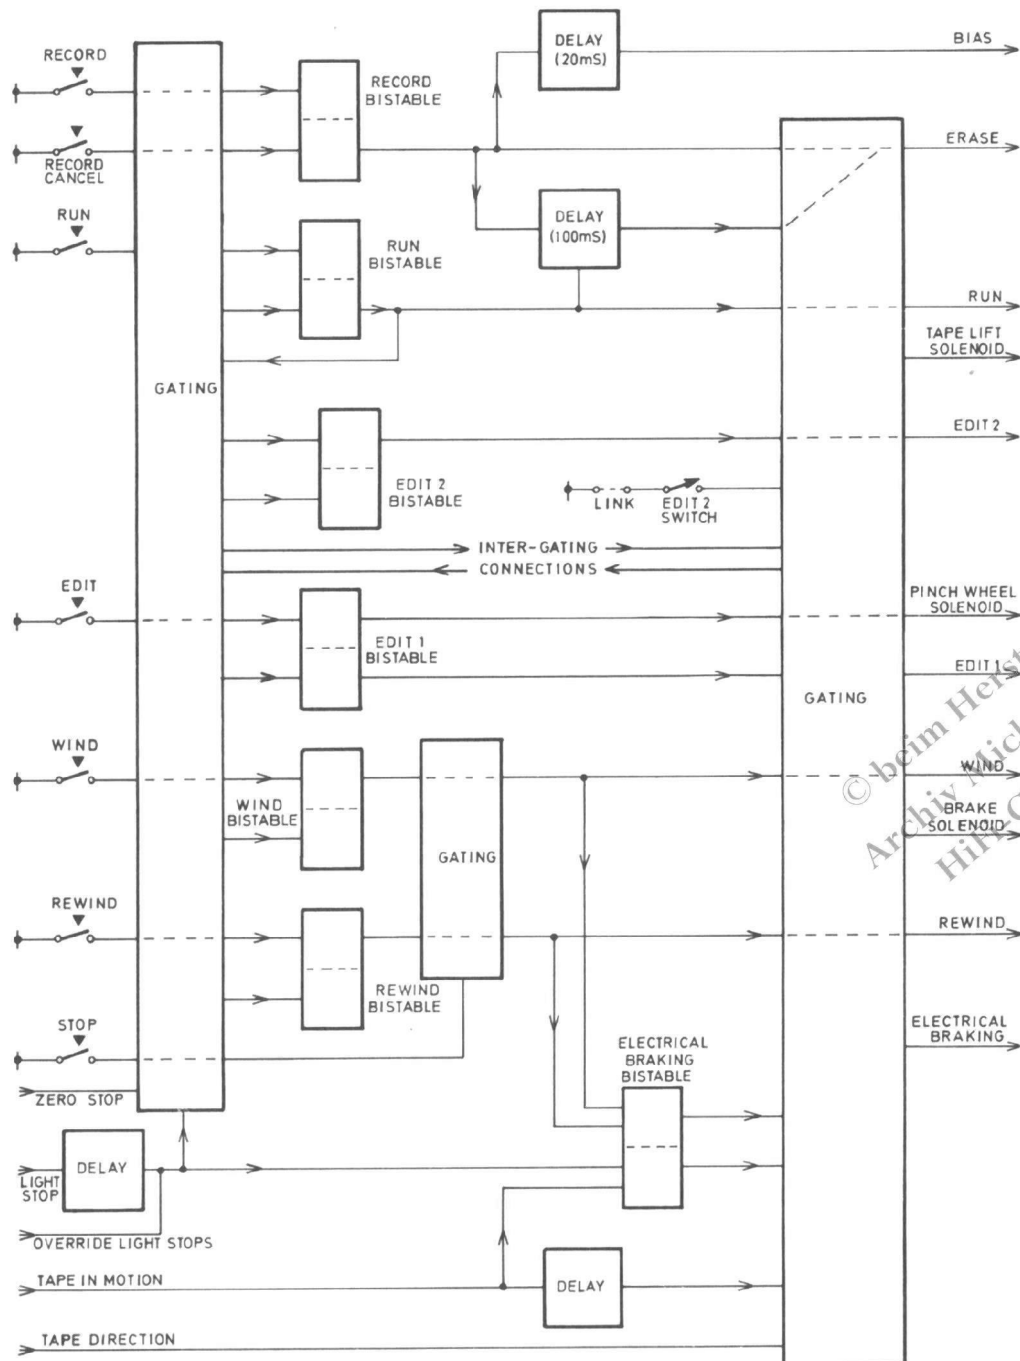 RECORD
RECORD
CANCEL
RUN
GATING
EDIT
WIND
REWIND
STOP
ZERO STOP
DELAY
LIGHT
STOP
OVERRIDE LIGHT STOPS
TAPE IN MOTION
TAPE DIRECTION
RECORD
BISTABLE
RUN
BISTABLE
EDIT 2
BISTABLE
EDIT 1
BISTABLE
WIND
BISTABLE
REWIND
BISTABLE
GATING
DELAY
(20mS)
DELAY
(100mS)
LINK
EDIT 2
SWITCH
INTER-GATING
CONNECTIONS
ELECTRICAL
BRAKING
BISTABLE
DELAY
GATING
BIAS
ERASE
RUN
TAPE LIFT
SOLENOID
EDIT 2
PINCH WHEEL
SOLENOID
EDIT 1
WIND
BRAKE
SOLENOID
REWIND
ELECTRICAL
BRAKING
© beim
Archiv